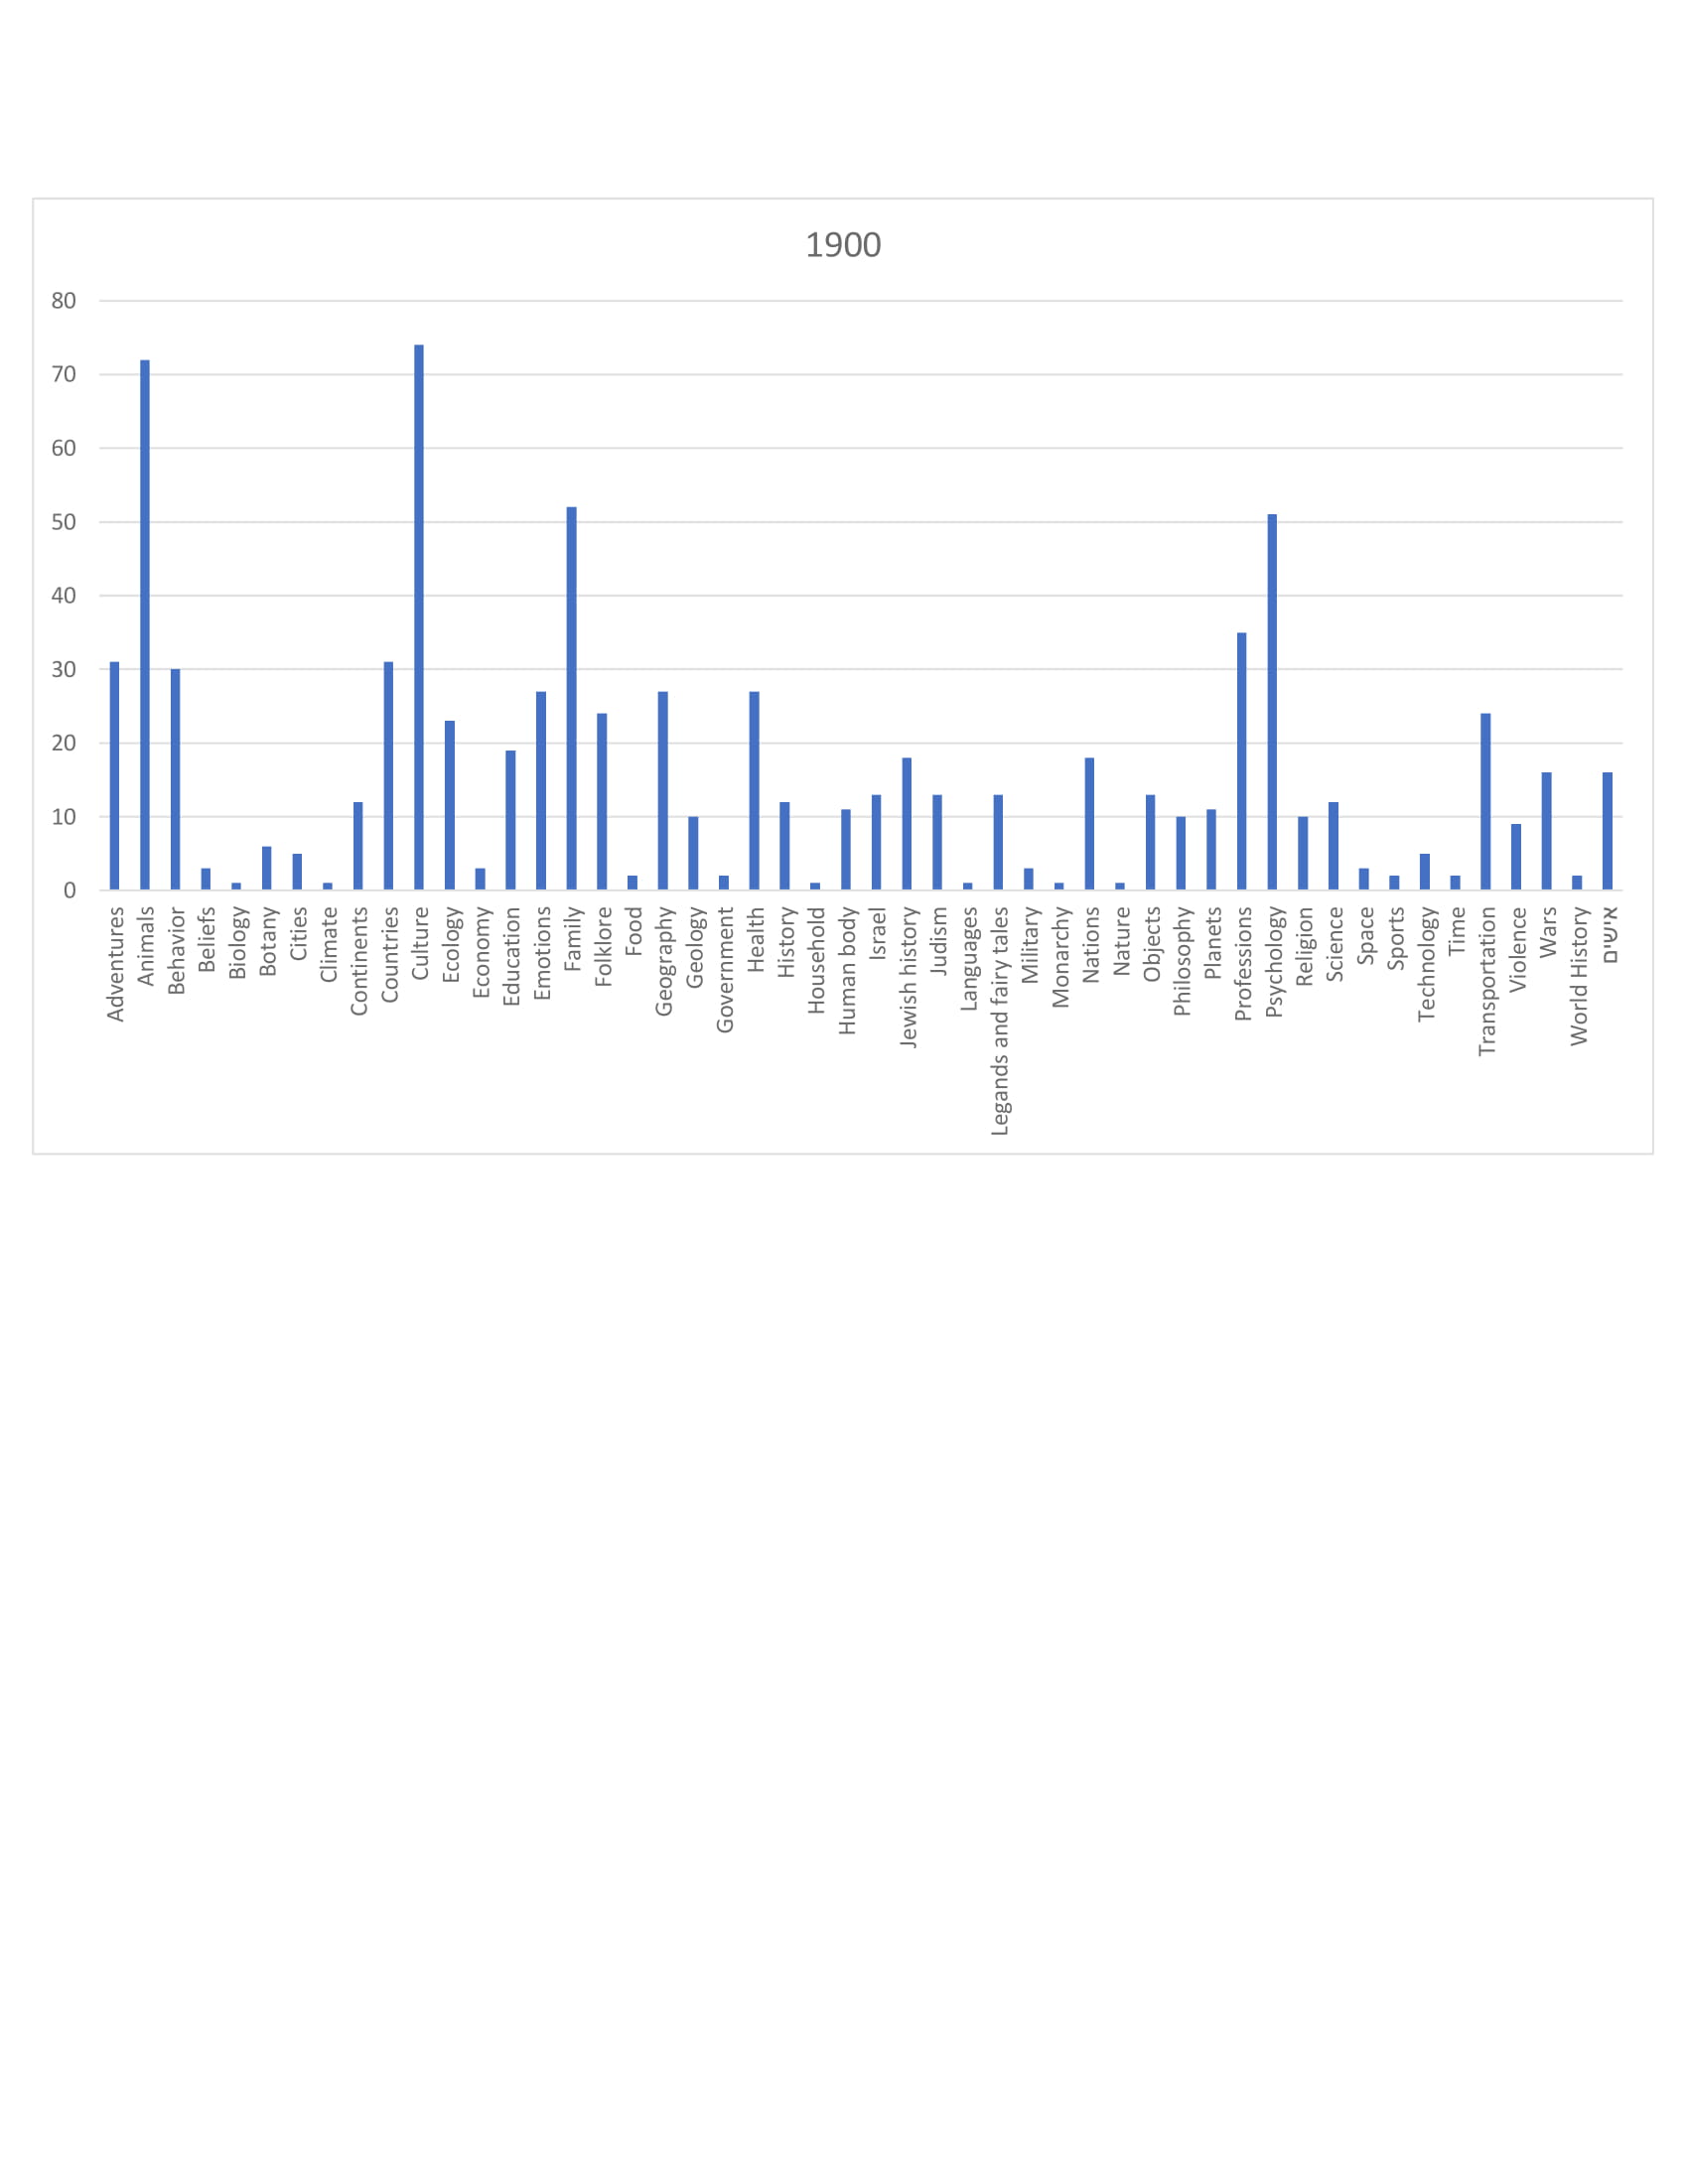 1900
80
70
60
50
40
30
20
10
0
Adventures
Animals
Behavior
Beliefs
Biology
Botany
Cities
Climate
Continents
Countries
Culture
Ecology
Economy
Education
Emotions
Family
Folklore
Food
Geography
Geology
Government
Health
History
Household
Human body
Israel
Jewish history
Judism
Languages
Legands and fairy tales
Military
Monarchy
Nations
Nature
Objects
Philosophy
Planets
Professions
Psychology
Religion
Science
Space
Sports
Technology
Time
Transportation
Violence
Wars
World History
אישים